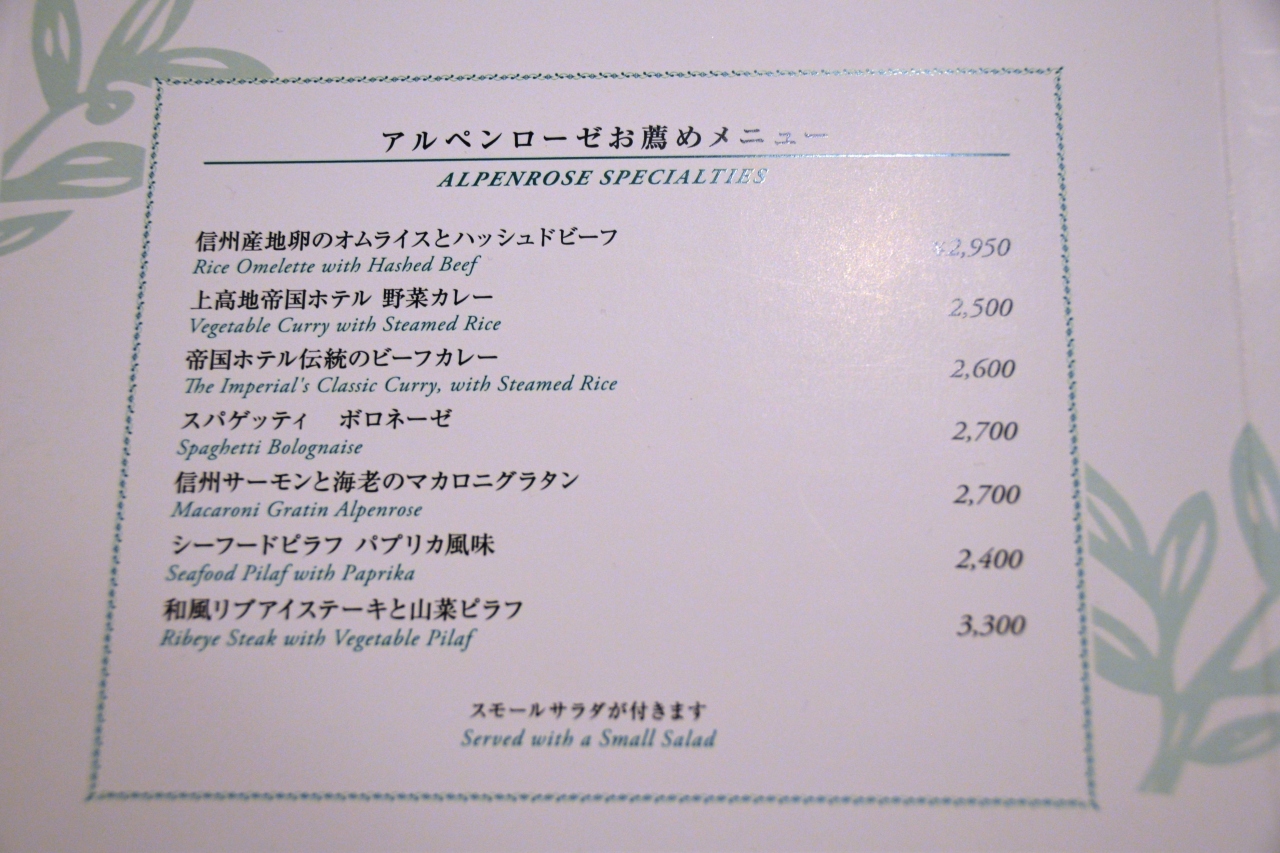 アルペンローゼお薦めメニュー
ALPENROSE SPECIALTIES
信州産地卵のオムライスとハッシュドビーフ ¥2,950
Rice Omelette with Hashed Beef
上高地帝国ホテル 野菜カレー 2,500
Vegetable Curry with Steamed Rice
帝国ホテル伝統のビーフカレー 2,600
The Imperial's Classic Curry, with Steamed Rice
スパゲッティ　ボロネーゼ 2,700
Spaghetti Bolognaise
信州サーモンと海老のマカロニグラタン 2,700
Macaroni Gratin Alpenrose
シーフードピラフ パプリカ風味 2,400
Seafood Pilaf with Paprika
和風リブアイステーキと山菜ピラフ 3,300
Ribeye Steak with Vegetable Pilaf
スモールサラダが付きます
Served with a Small Salad